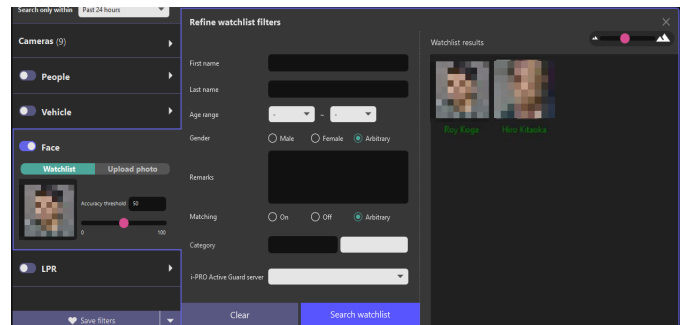 Search only within Past 24 hours
Cameras (9)
People
Vehicle
Face
Watchlist Upload photo
Accuracy threshold 50
0 100
LPR
Save filters
Refine watchlist filters
First name
Last name
Age range - ~ -
Gender Male Female Arbitrary
Remarks
Matching On Off Arbitrary
Category
i-PRO Active Guard server
Clear Search watchlist
Watchlist results
Roy Koga Hiro Kitaoka